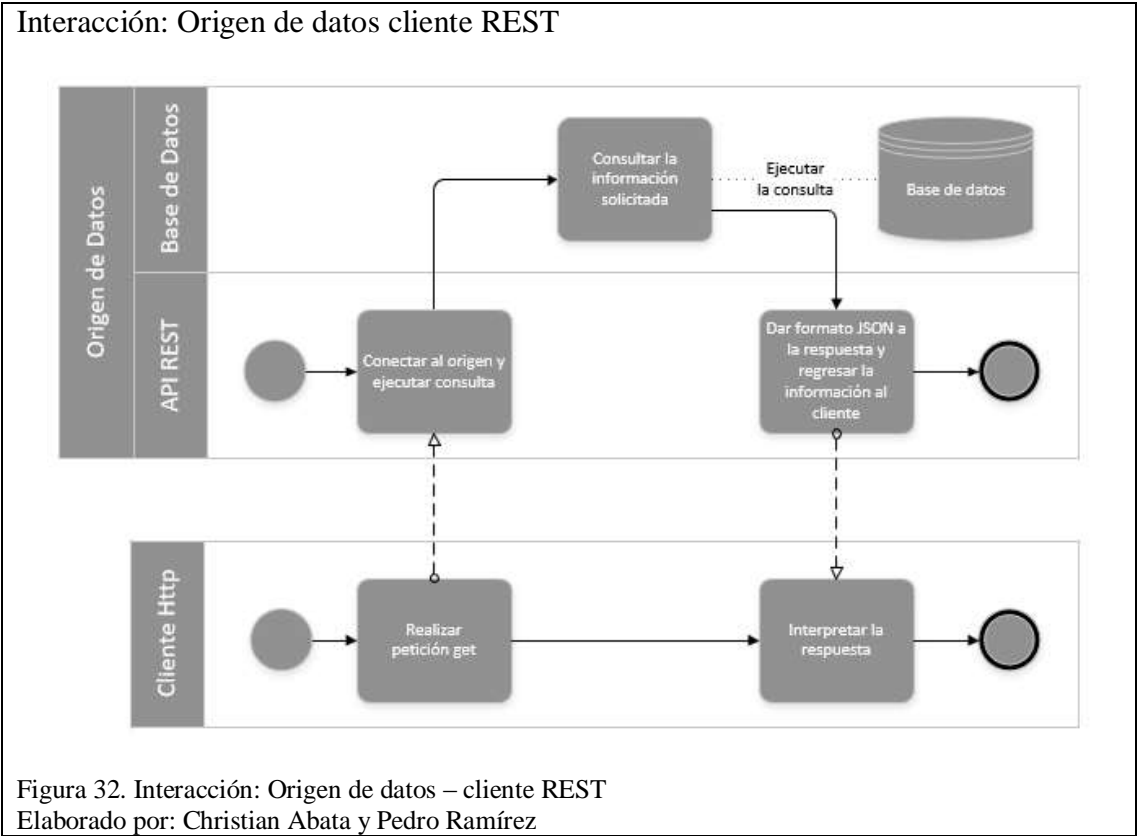 Interacción: Origen de datos cliente REST
Origen de Datos
Base de Datos
Consultar la
información
solicitada
Ejecutar
la consulta
Base de datos
API REST
Conectar al origen y
ejecutar consulta
Dar formato JSON a
la respuesta y
regresar la
información al
cliente
Cliente Http
Realizar
petición get
Interpretar la
respuesta
Figura 32. Interacción: Origen de datos – cliente REST
Elaborado por: Christian Abata y Pedro Ramírez